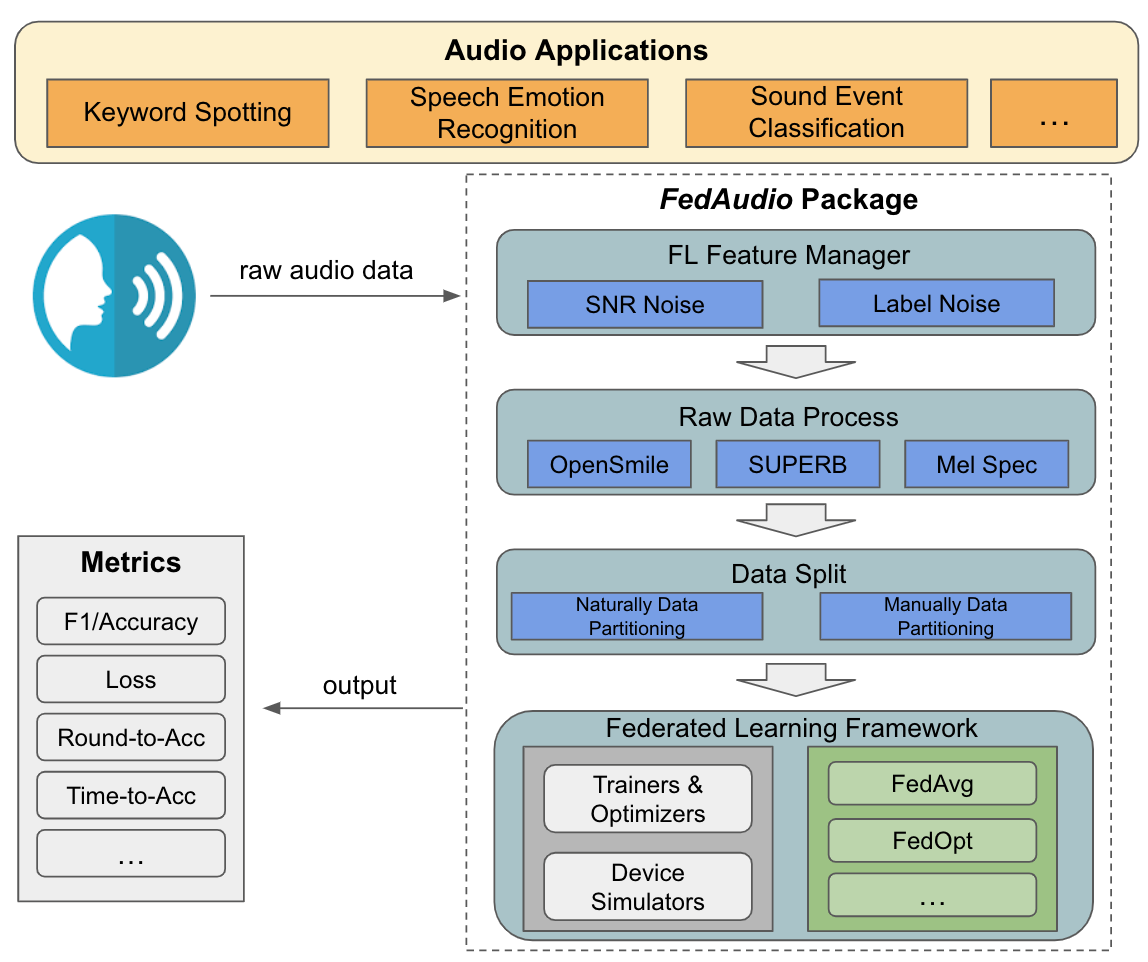 Audio Applications
Keyword Spotting
Speech Emotion
Recognition
Sound Event
Classification
...
FedAudio Package
raw audio data
FL Feature Manager
SNR Noise
Label Noise
Raw Data Process
OpenSmile
SUPERB
Mel Spec
Data Split
Naturally Data
Partitioning
Manually Data
Partitioning
output
Metrics
F1/Accuracy
Loss
Round-to-Acc
Time-to-Acc
...
Federated Learning Framework
Trainers &
Optimizers
Device
Simulators
FedAvg
FedOpt
...